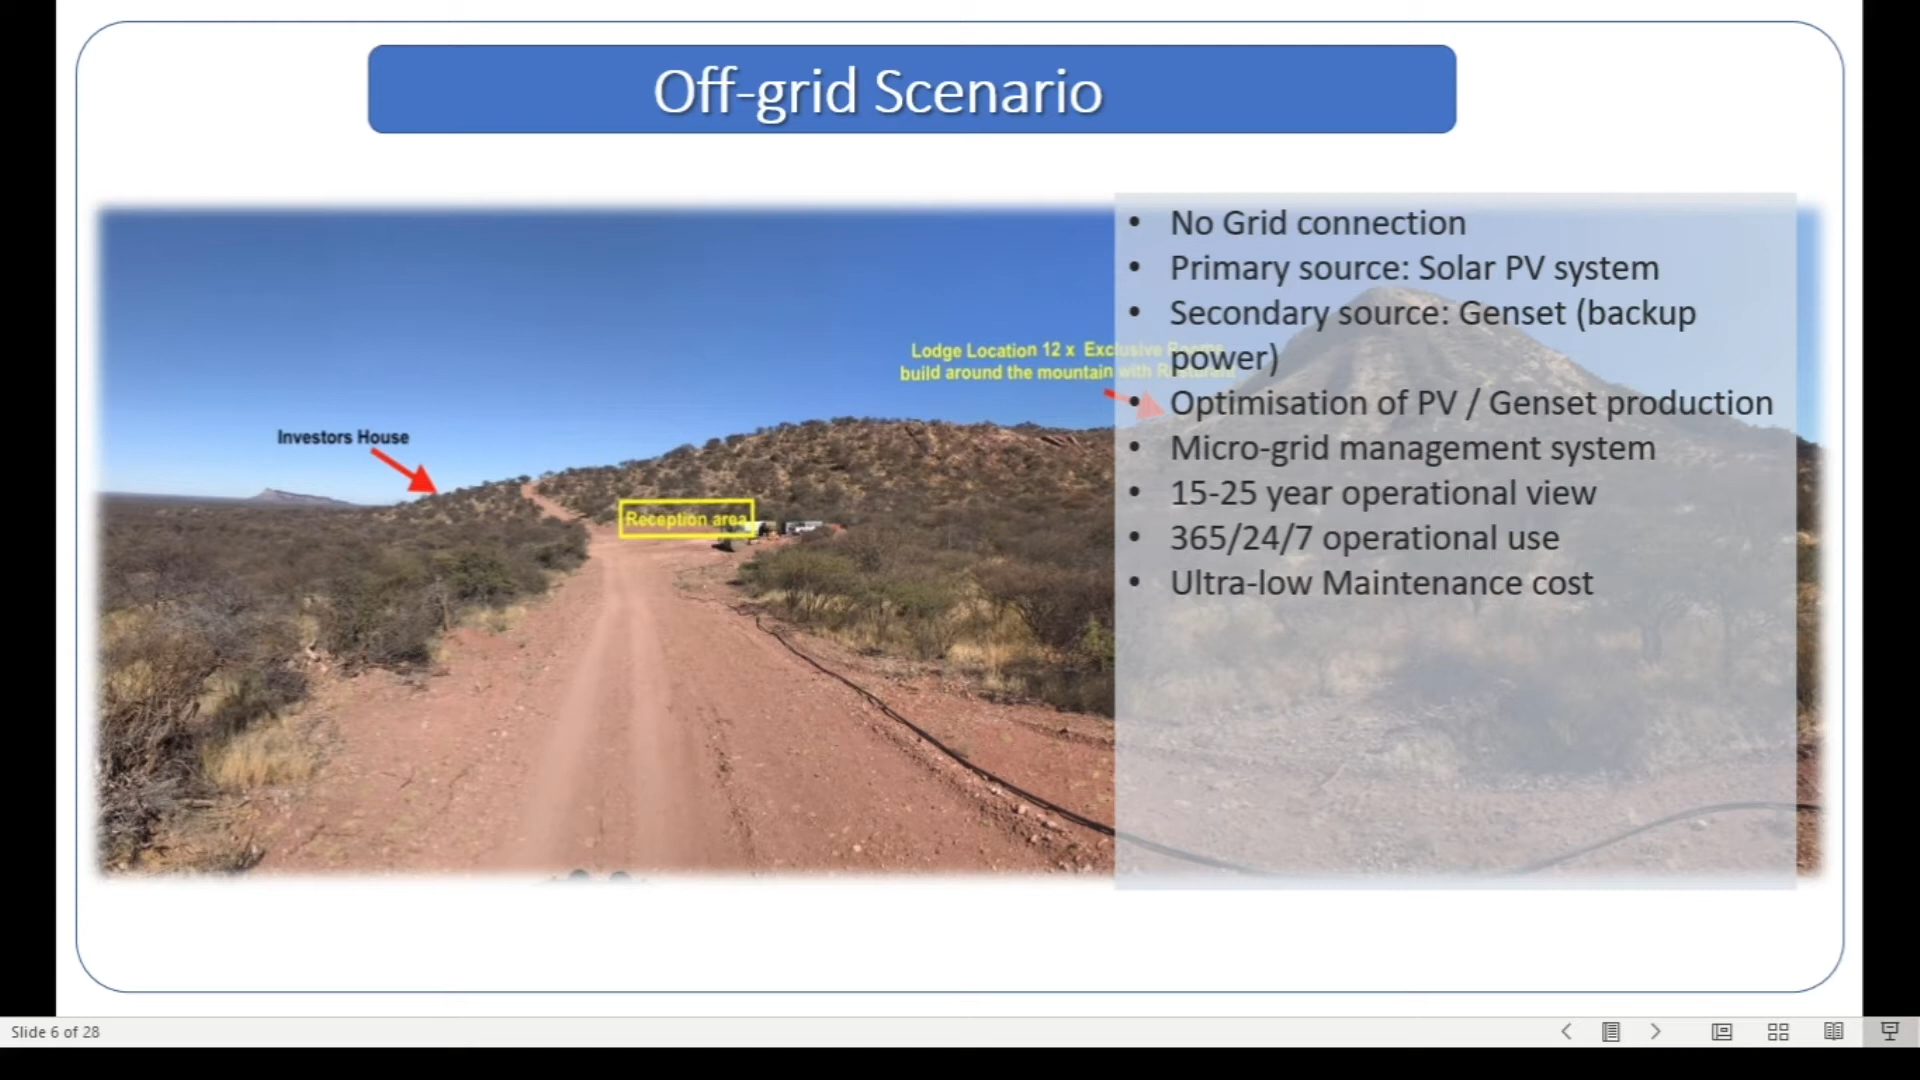 Off-grid Scenario
• No Grid connection
• Primary source: Solar PV system
• Secondary source: Genset (backup
power)
• Optimisation of PV / Genset production
• Micro-grid management system
• 15-25 year operational view
• 365/24/7 operational use
• Ultra-low Maintenance cost
Lodge Location 12 x Exclusive Rooms
build around the mountain with
Investors House
Reception area
Slide 6 of 28